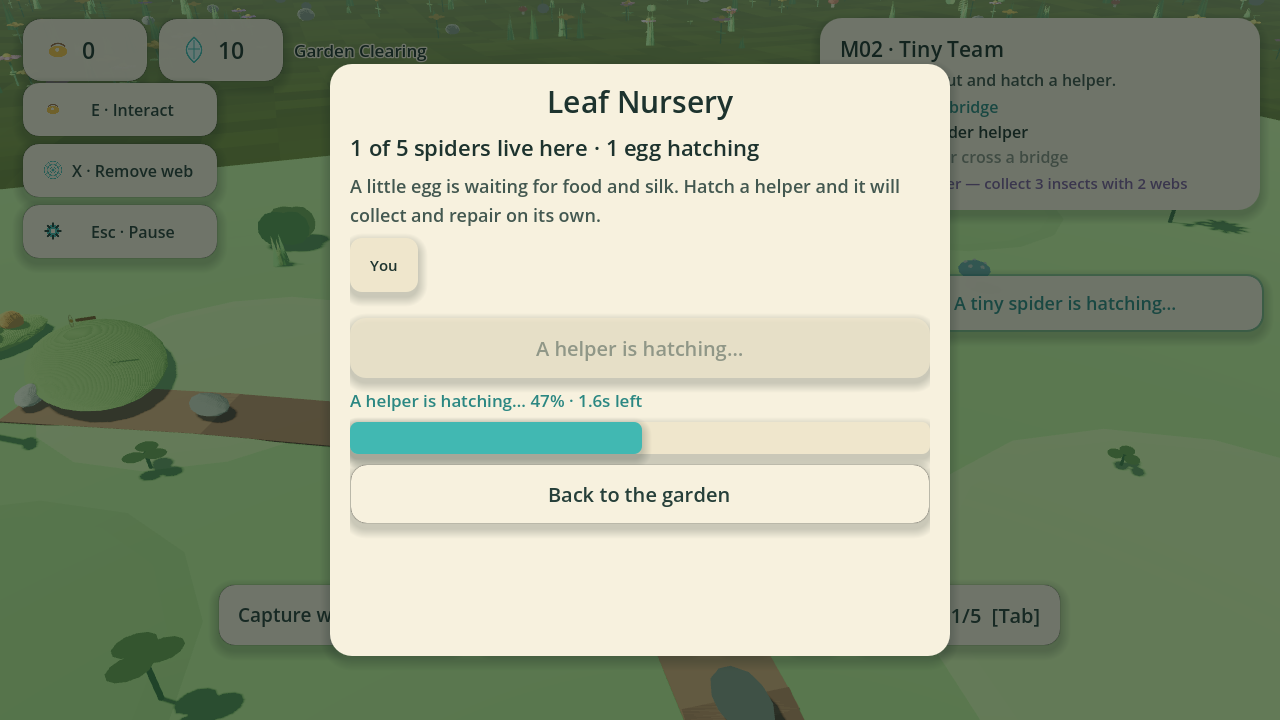 0
10
Garden Clearing
E · Interact
X · Remove web
Esc · Pause
M02 · Tiny Team
ut and hatch a helper.
bridge
der helper
r cross a bridge
er — collect 3 insects with 2 webs
A tiny spider is hatching...
Leaf Nursery
1 of 5 spiders live here · 1 egg hatching
A little egg is waiting for food and silk. Hatch a helper and it will
collect and repair on its own.
You
A helper is hatching...
A helper is hatching... 47% · 1.6s left
Back to the garden
Capture w
1/5 [Tab]